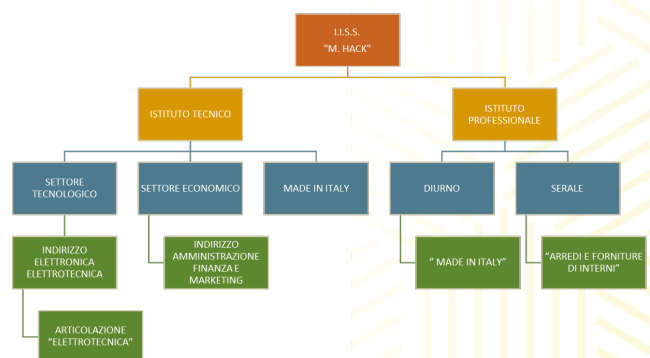 I.I.S.S.
"M. HACK"
ISTITUTO TECNICO
ISTITUTO
PROFESSIONALE
SETTORE
TECNOLOGICO
SETTORE ECONOMICO
MADE IN ITALY
DIURNO
SERALE
INDIRIZZO
ELETTRONICA
ELETTROTECNICA
INDIRIZZO
AMMINISTRAZIONE
FINANZA E
MARKETING
" MADE IN ITALY"
"ARREDI E FORNITURE
DI INTERNI"
ARTICOLAZIONE
"ELETTROTECNICA"